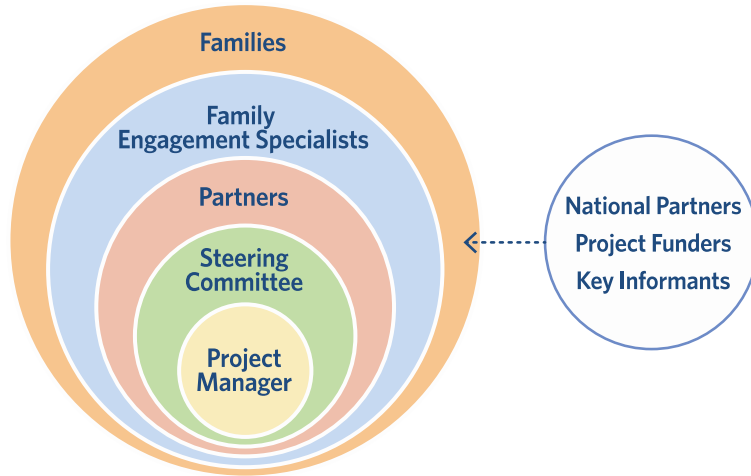 Families
Family
Engagement Specialists
Partners
Steering
Committee
Project
Manager
National Partners
Project Funders
Key Informants